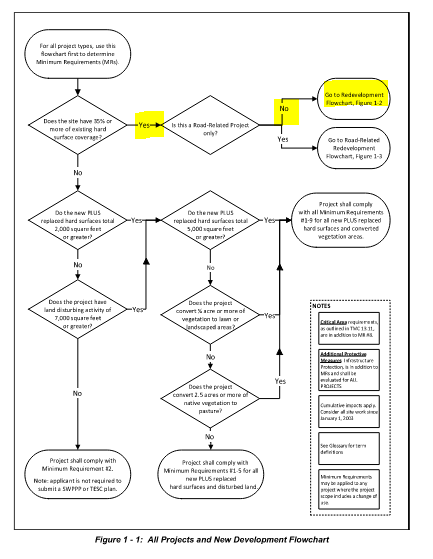 For all project types, use this
flowchart first to determine
Minimum Requirements (MRs).
Does the site have 35% or
more of existing hard
surface coverage?
Yes
Is this a Road-Related Project
only?
No
Go to Redevelopment
Flowchart, Figure 1-2
Yes
Go to Road-Related
Redevelopment
Flowchart, Figure 1-3
No
Do the new PLUS
replaced hard surfaces total
2,000 square feet
or greater?
Yes
Do the new PLUS
replaced hard surfaces total
5,000 square feet
or greater?
Yes
Project shall comply
with all Minimum Requirements
#1-9 for all new PLUS replaced
hard surfaces and converted
vegetation areas.
No
No
Does the project have
land disturbing activity of
7,000 square feet
or greater?
Yes
Does the project
convert ¾ acre or more of
vegetation to lawn or
landscaped areas?
Yes
No
No
Does the project
convert 2.5 acres or more of
native vegetation to
pasture?
Yes
No
Project shall comply with
Minimum Requirement #2.
Note: applicant is not required to
submit a SWPPP or TESC plan.
Project shall comply with
Minimum Requirements #1-5 for all
new PLUS replaced
hard surfaces and disturbed land.
NOTES
Critical Area requirements,
as outlined in TMC 13.11,
are in addition to MR #8.
Additional Protective
Measures: Infrastructure
Protection, is in addition to
MRs and shall be
evaluated for ALL
PROJECTS.
Cumulative impacts apply.
Consider all site work since
January 1, 2003
See Glossary for term
definitions
Minimum Requirements
may be applied to any
project where the project
scope includes a change of
use.
Figure 1 - 1: All Projects and New Development Flowchart